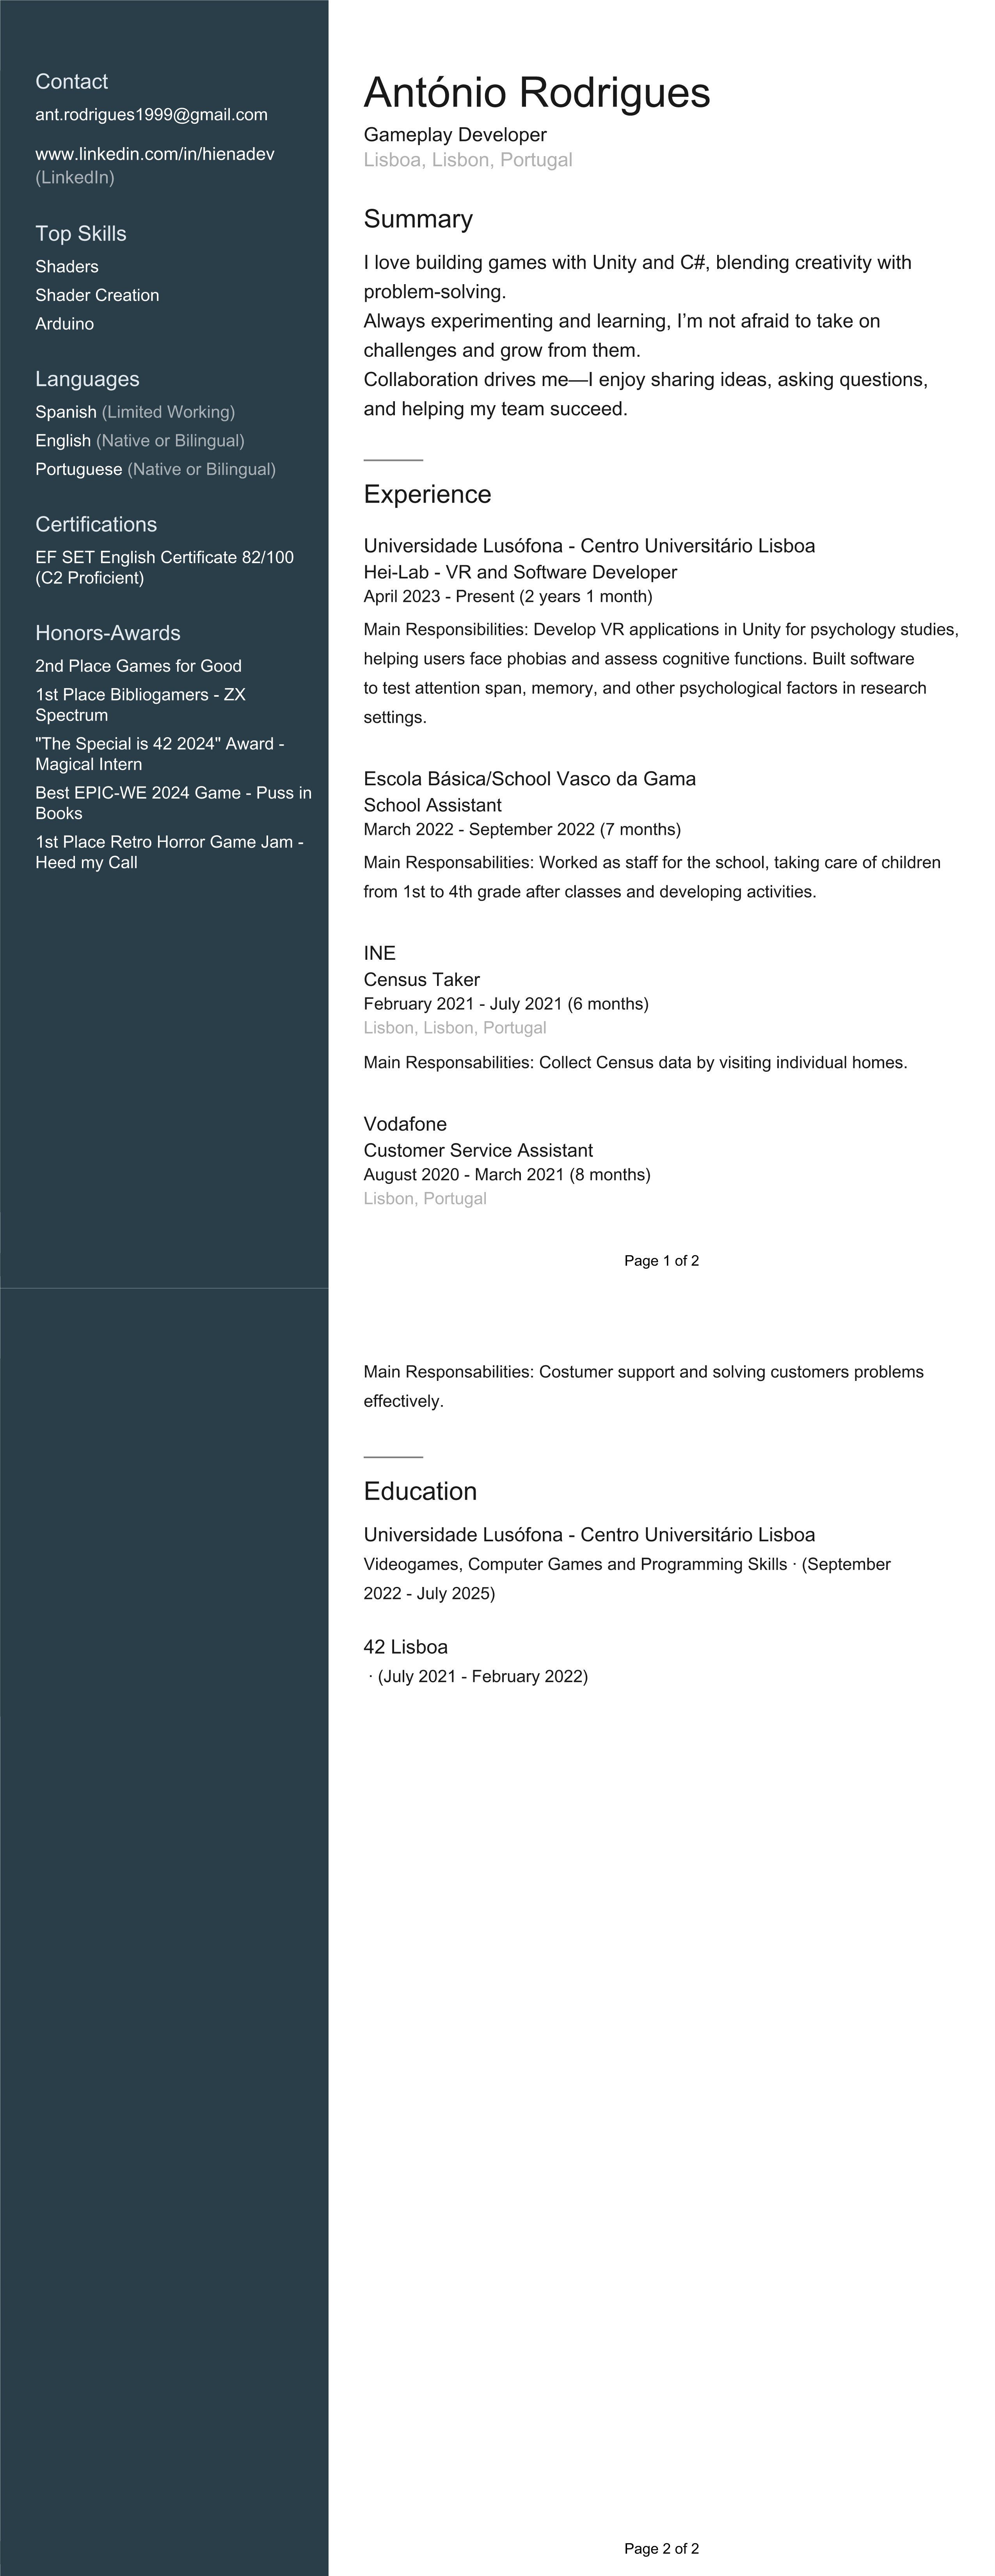 Contact
ant.rodrigues1999@gmail.com
www.linkedin.com/in/hienadev
(LinkedIn)
Top Skills
Shaders
Shader Creation
Arduino
Languages
Spanish (Limited Working)
English (Native or Bilingual)
Portuguese (Native or Bilingual)
Certifications
EF SET English Certificate 82/100
(C2 Proficient)
Honors-Awards
2nd Place Games for Good
1st Place Bibliogamers - ZX
Spectrum
"The Special is 42 2024" Award -
Magical Intern
Best EPIC-WE 2024 Game - Puss in
Books
1st Place Retro Horror Game Jam -
Heed my Call
António Rodrigues
Gameplay Developer
Lisboa, Lisbon, Portugal
Summary
I love building games with Unity and C#, blending creativity with
problem-solving.
Always experimenting and learning, I’m not afraid to take on
challenges and grow from them.
Collaboration drives me—I enjoy sharing ideas, asking questions,
and helping my team succeed.
Experience
Universidade Lusófona - Centro Universitário Lisboa
Hei-Lab - VR and Software Developer
April 2023 - Present (2 years 1 month)
Main Responsibilities: Develop VR applications in Unity for psychology studies,
helping users face phobias and assess cognitive functions. Built software
to test attention span, memory, and other psychological factors in research
settings.
Escola Básica/School Vasco da Gama
School Assistant
March 2022 - September 2022 (7 months)
Main Responsabilities: Worked as staff for the school, taking care of children
from 1st to 4th grade after classes and developing activities.
INE
Census Taker
February 2021 - July 2021 (6 months)
Lisbon, Lisbon, Portugal
Main Responsabilities: Collect Census data by visiting individual homes.
Vodafone
Customer Service Assistant
August 2020 - March 2021 (8 months)
Lisbon, Portugal
Page 1 of 2
Main Responsabilities: Costumer support and solving customers problems
effectively.
Education
Universidade Lusófona - Centro Universitário Lisboa
Videogames, Computer Games and Programming Skills · (September
2022 - July 2025)
42 Lisboa
· (July 2021 - February 2022)
Page 2 of 2